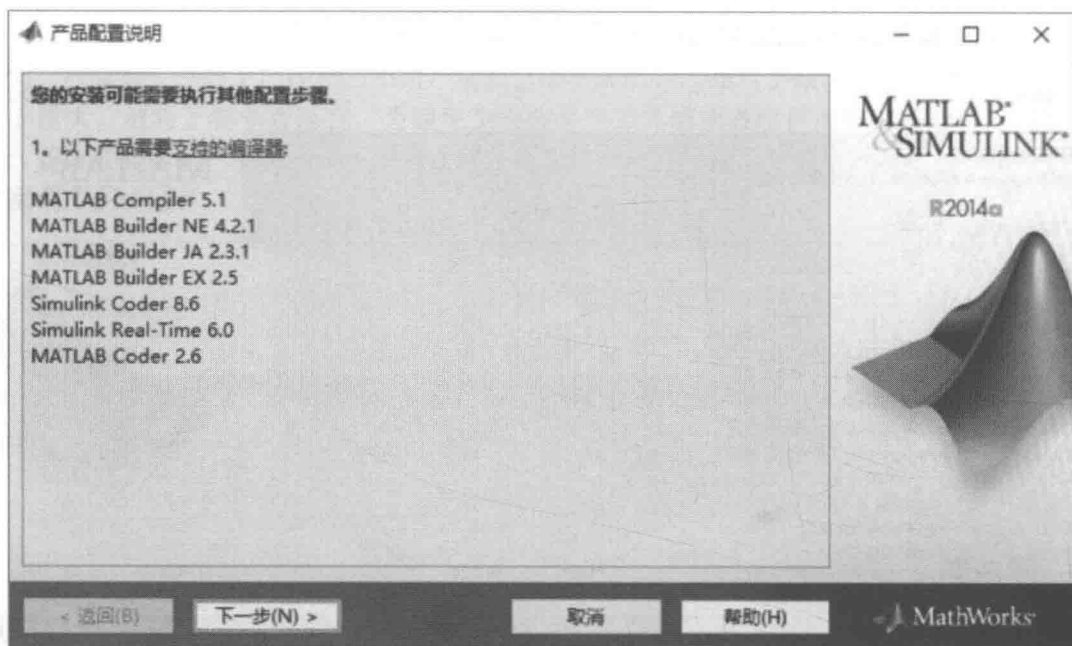 产品配置说明
您的安装可能需要执行其他配置步骤。
1。以下产品需要支持的编译器:
MATLAB Compiler 5.1
MATLAB Builder NE 4.2.1
MATLAB Builder JA 2.3.1
MATLAB Builder EX 2.5
Simulink Coder 8.6
Simulink Real-Time 6.0
MATLAB Coder 2.6
MATLAB®
&SIMULINK®
R2014a
< 返回(B)
下一步(N) >
取消
帮助(H)
MathWorks®